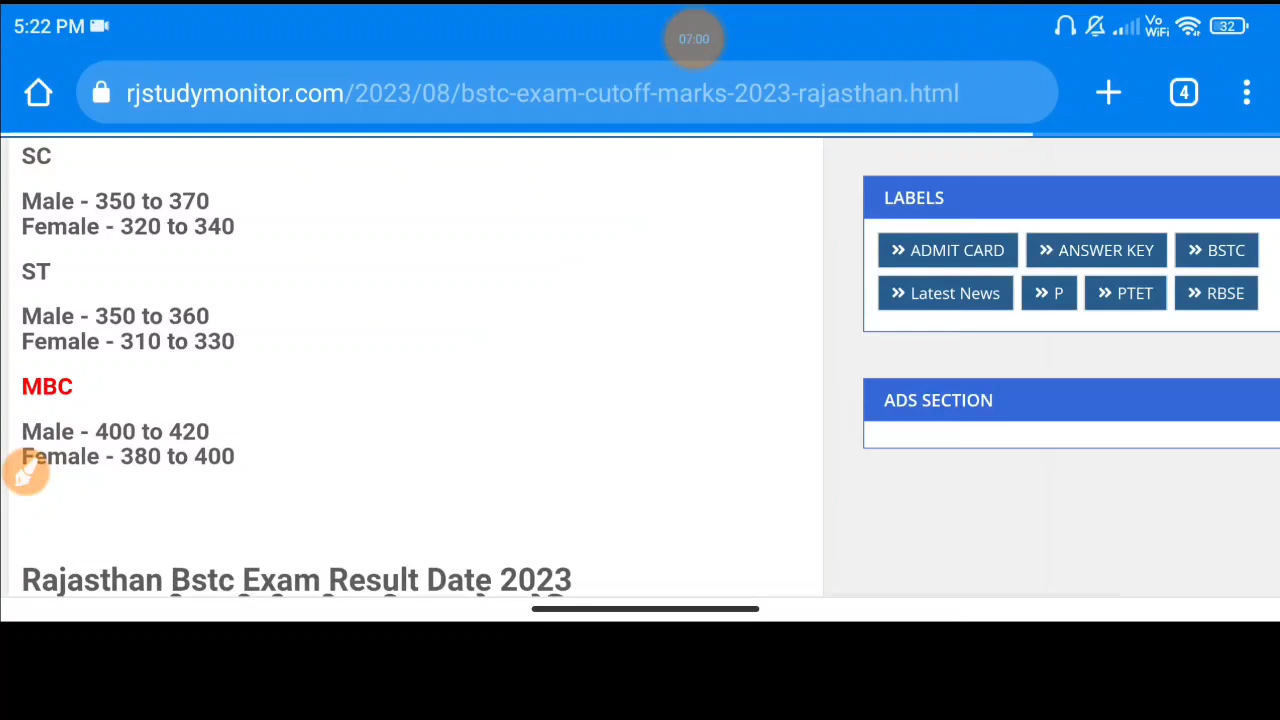 5:22 PM
07:00
Vo
WiFi
32
rjstudymonitor.com/2023/08/bstc-exam-cutoff-marks-2023-rajasthan.html
4
SC
Male - 350 to 370
Female - 320 to 340
ST
Male - 350 to 360
Female - 310 to 330
MBC
Male - 400 to 420
Female - 380 to 400
Rajasthan Bstc Exam Result Date 2023
LABELS
ADMIT CARD
ANSWER KEY
BSTC
Latest News
P
PTET
RBSE
ADS SECTION